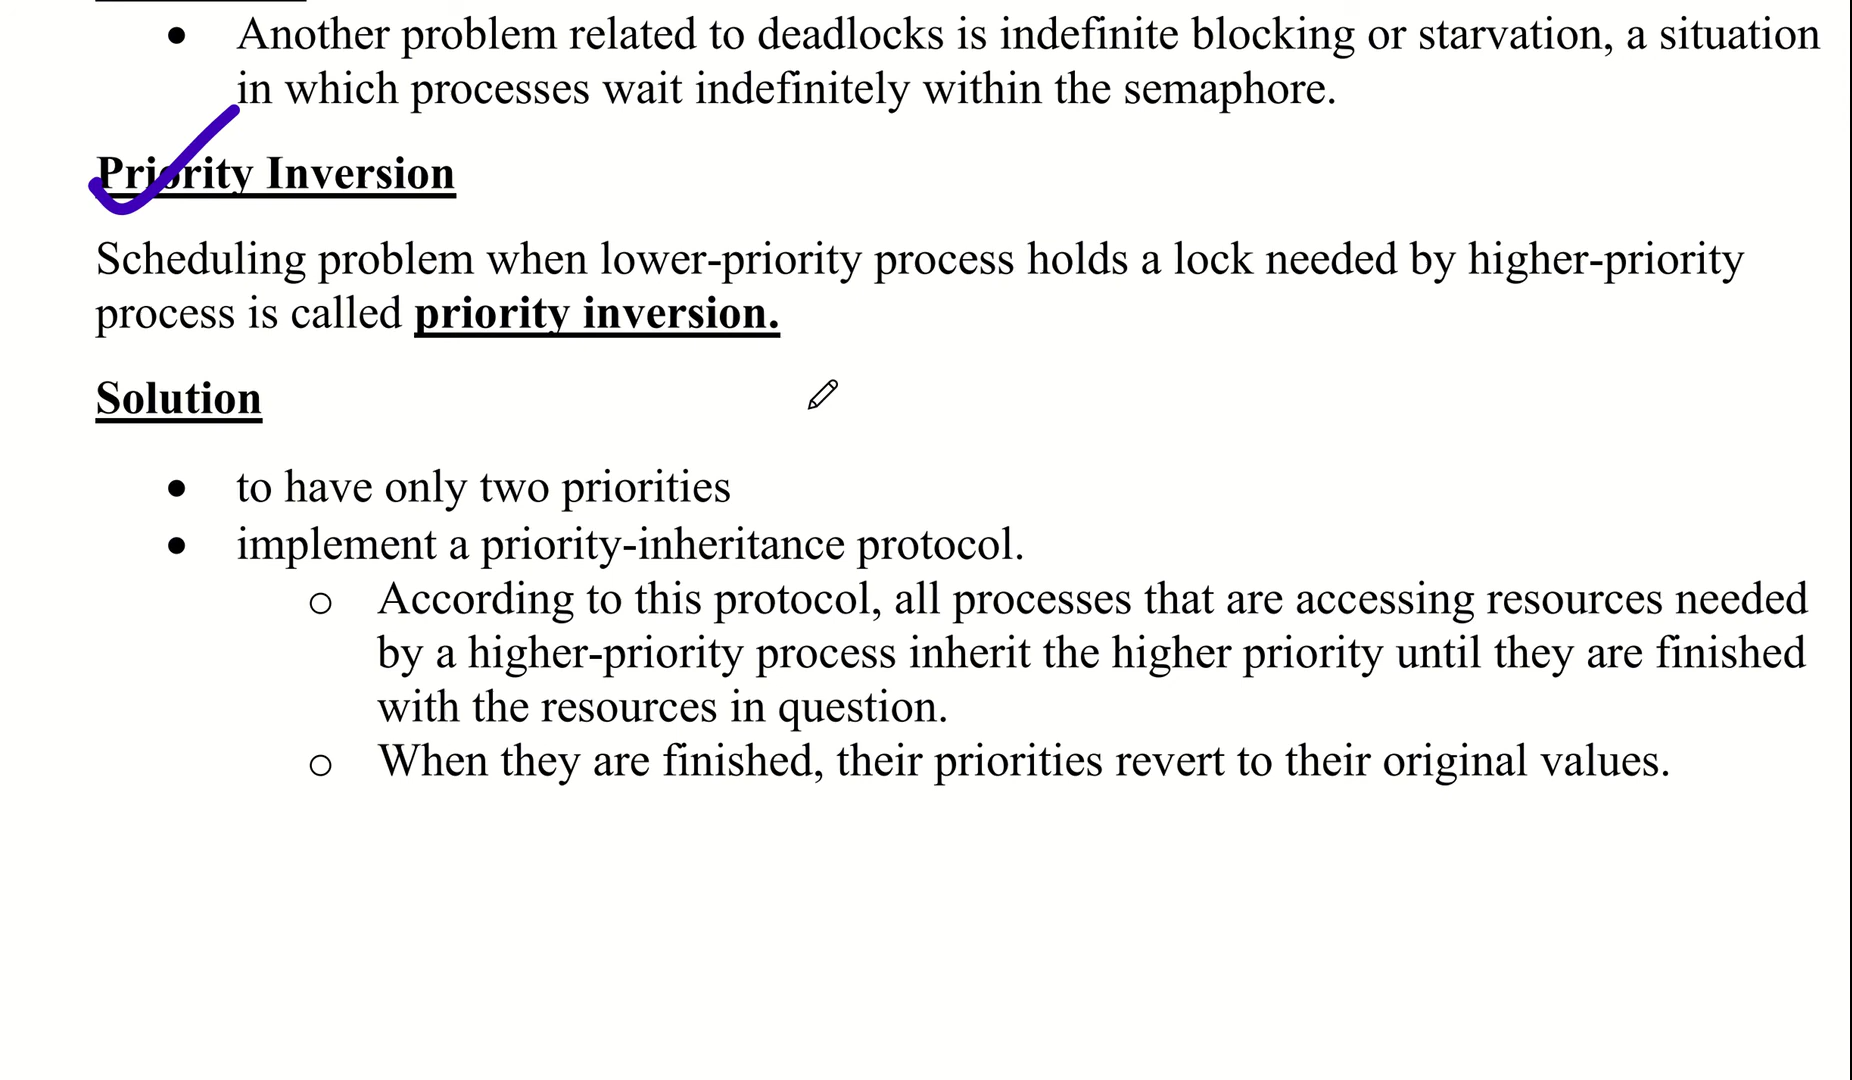 Another problem related to deadlocks is indefinite blocking or starvation, a situation
in which processes wait indefinitely within the semaphore.
Priority Inversion
Scheduling problem when lower-priority process holds a lock needed by higher-priority
process is called priority inversion.
Solution
to have only two priorities
implement a priority-inheritance protocol.
According to this protocol, all processes that are accessing resources needed
by a higher-priority process inherit the higher priority until they are finished
with the resources in question.
When they are finished, their priorities revert to their original values.